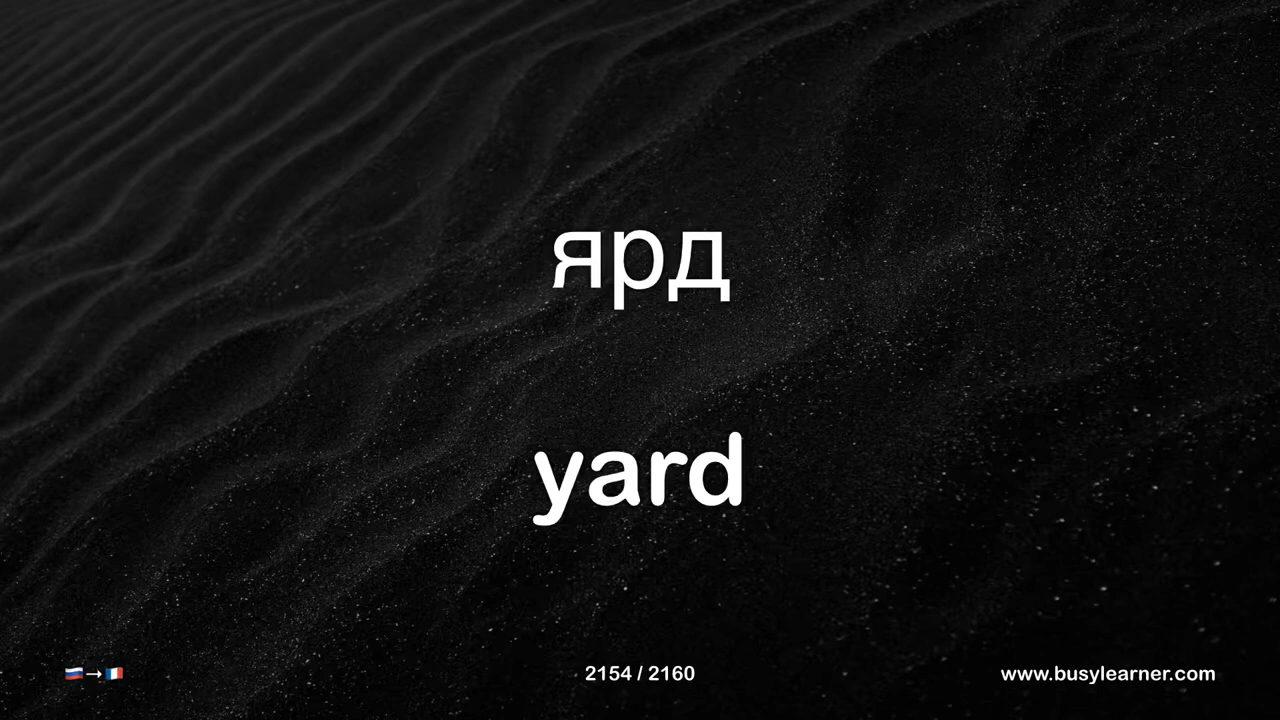 ярд
yard
🇷🇺→🇫🇷 2154 / 2160 www.busylearner.com